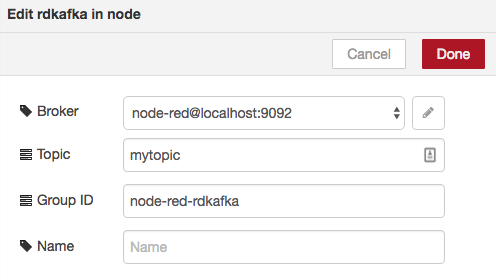 Edit rdkafka in node
Cancel Done
Broker node-red@localhost:9092
Topic mytopic
Group ID node-red-rdkafka
Name Name